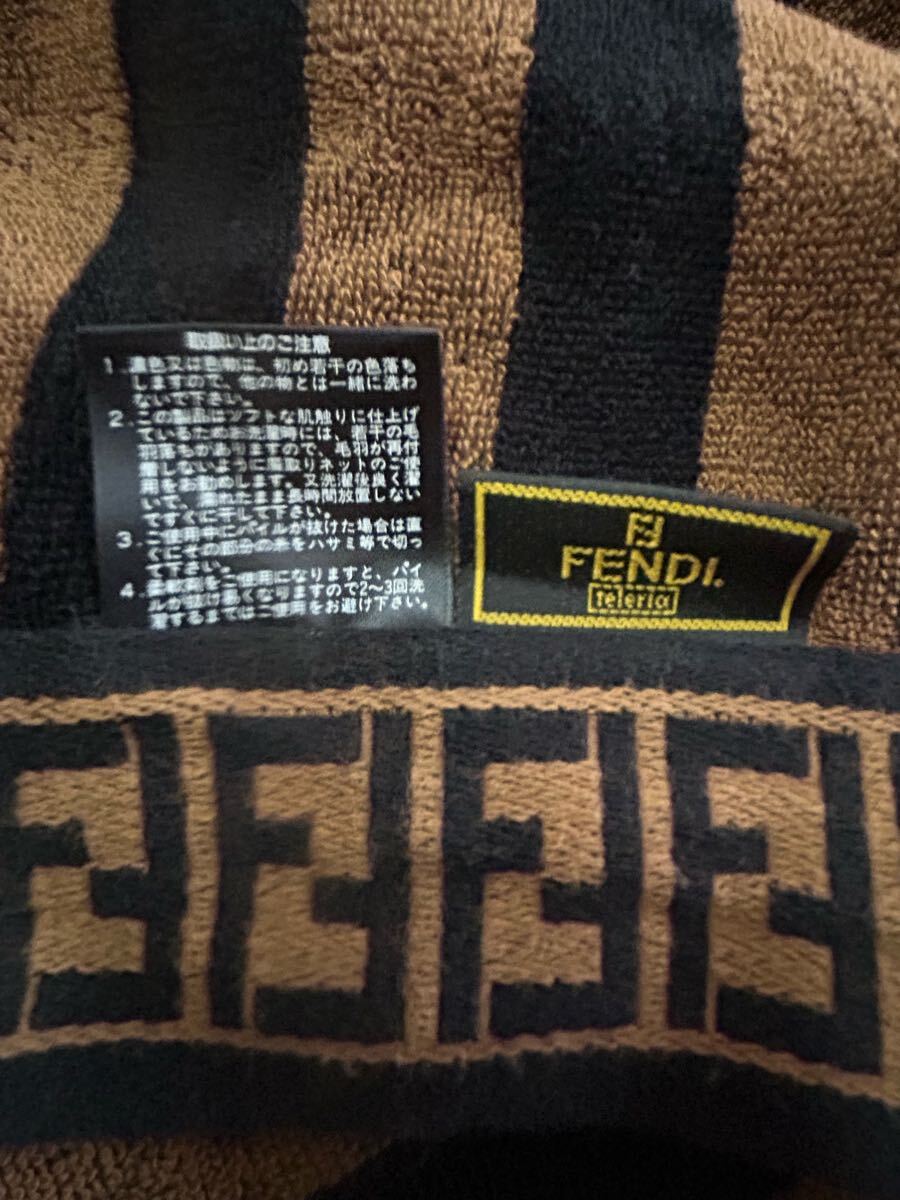 取扱い上のご注意
1. 濃色又は色物は、初め若干の色落ち
しますので、他の物とは一緒に洗わ
ないで下さい。
2. この製品はソフトな肌触りに仕上げ
ているためお洗濯時には、若干の毛
羽落ちがありますので、毛羽が再付
着しないように糸取りネットのご使
用をお勧めします。又洗濯後良く濯
いで、濡れたまま長時間放置しない
ですぐに干して下さい。
3. ご使用中にパイルが抜けた場合は直
ぐにその部分の糸をハサミ等で切っ
て下さい。
4. 柔軟剤をご使用になりますと、パイ
ルが抜け易くなりますので2〜3回洗
濯するまではご使用をお避け下さい。
FENDI.
teleria